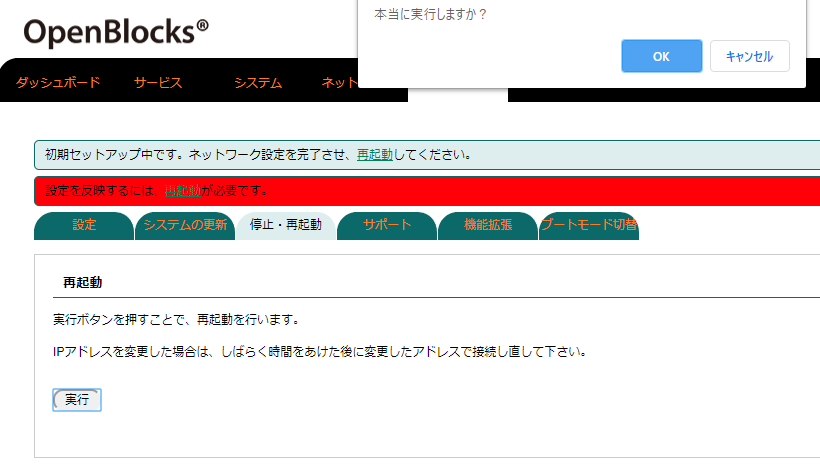 本当に実行しますか？
OK
キャンセル
OpenBlocks®
ダッシュボード
サービス
システム
ネット
初期セットアップ中です。ネットワーク設定を完了させ、再起動してください。
設定を反映するには、再起動が必要です。
設定
システムの更新
停止・再起動
サポート
機能拡張
ブートモード切替
再起動
実行ボタンを押すことで、再起動を行います。
IPアドレスを変更した場合は、しばらく時間をあけた後に変更したアドレスで接続し直して下さい。
実行